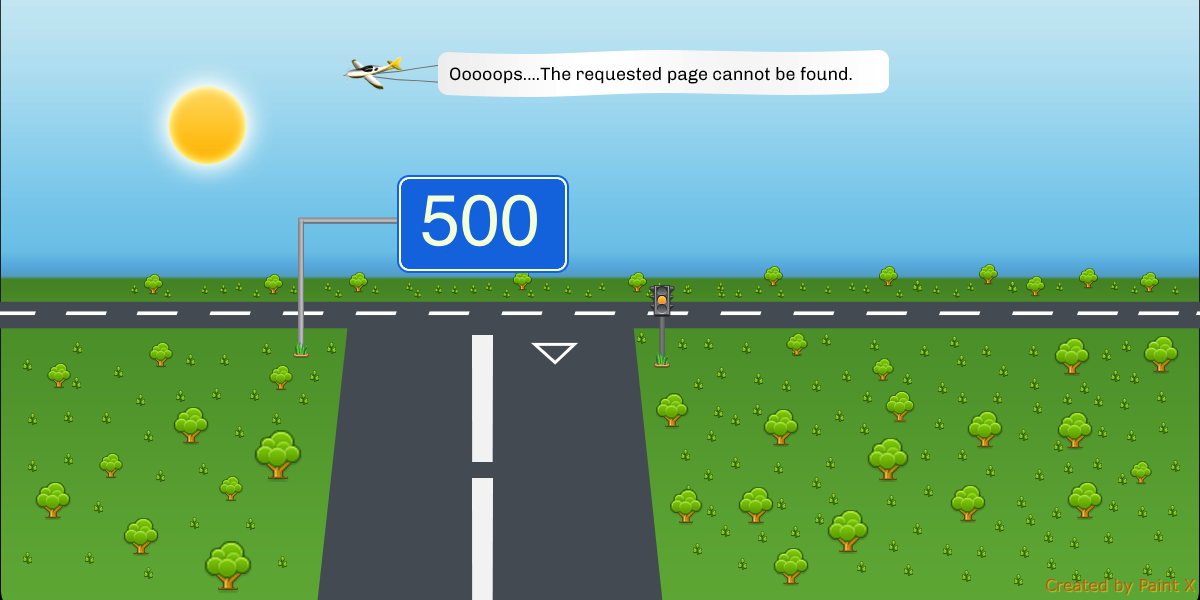 Ooooops....The requested page cannot be found.
500
Created by Paint X